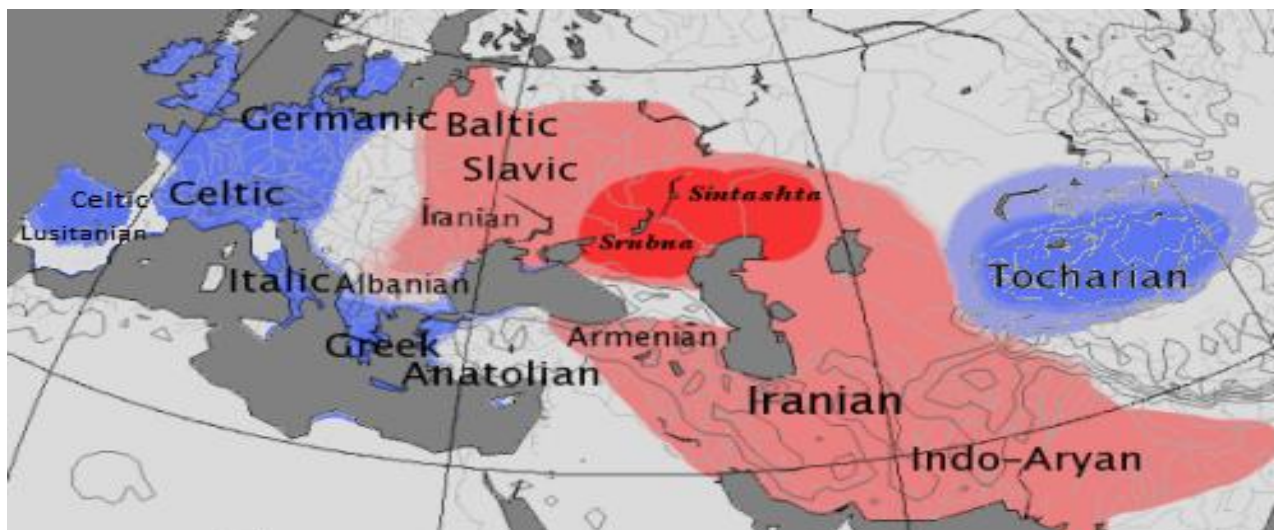 Germanic
Baltic
Slavic
Celtic
Celtic
Sintashta
Lusitanian
Iranian
Srubna
Tocharian
Italic
Albanian
Armenian
Greek
Anatolian
Iranian
Indo-Aryan